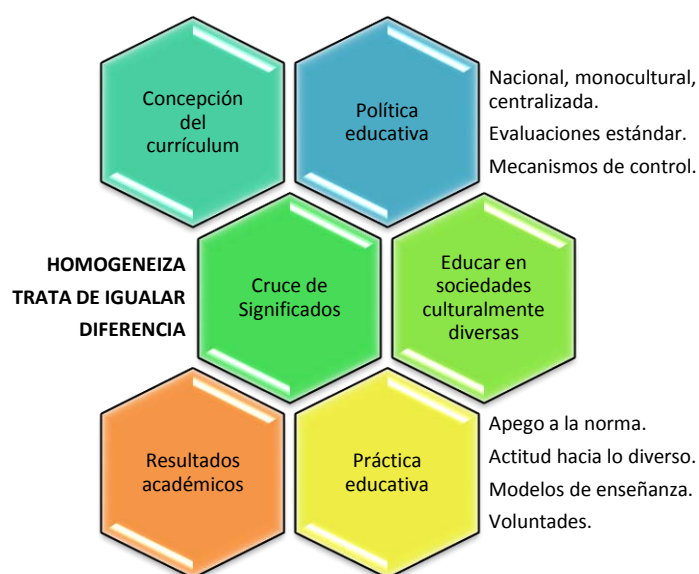 Concepción
del
currículum
Política
educativa
Nacional, monocultural,
centralizada.
Evaluaciones estándar.
Mecanismos de control.
HOMOGENEIZA
TRATA DE IGUALAR
DIFERENCIA
Cruce de
Significados
Educar en
sociedades
culturalmente
diversas
Resultados
académicos
Práctica
educativa
Apego a la norma.
Actitud hacia lo diverso.
Modelos de enseñanza.
Voluntades.